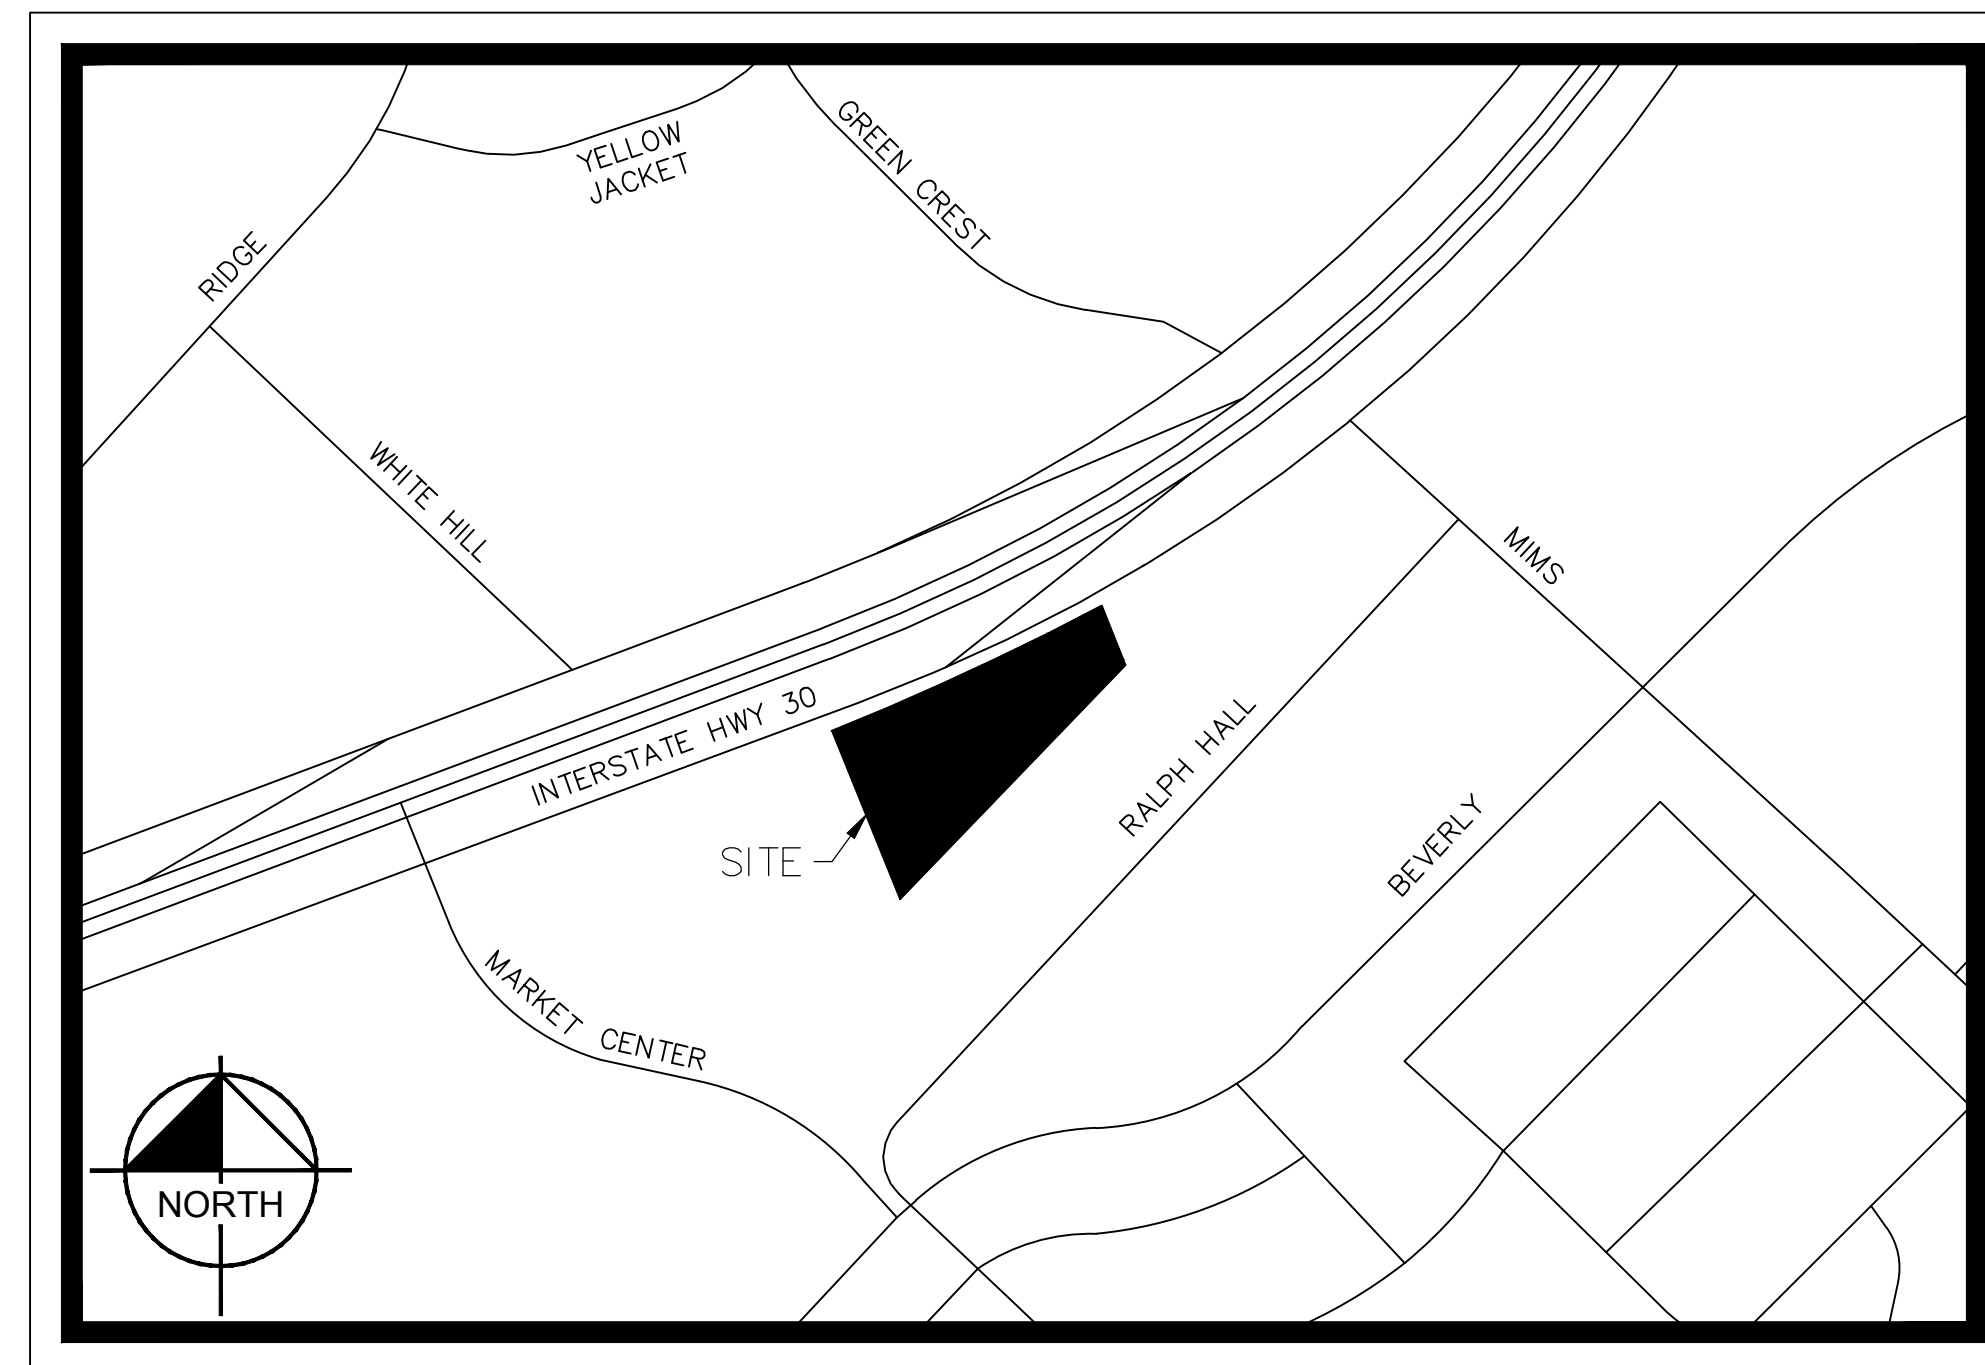 YELLOW
JACKET
GREEN CREST
RIDGE
WHITE HILL
MIMS
INTERSTATE HWY 30
RALPH HALL
SITE
BEVERLY
MARKET CENTER
NORTH